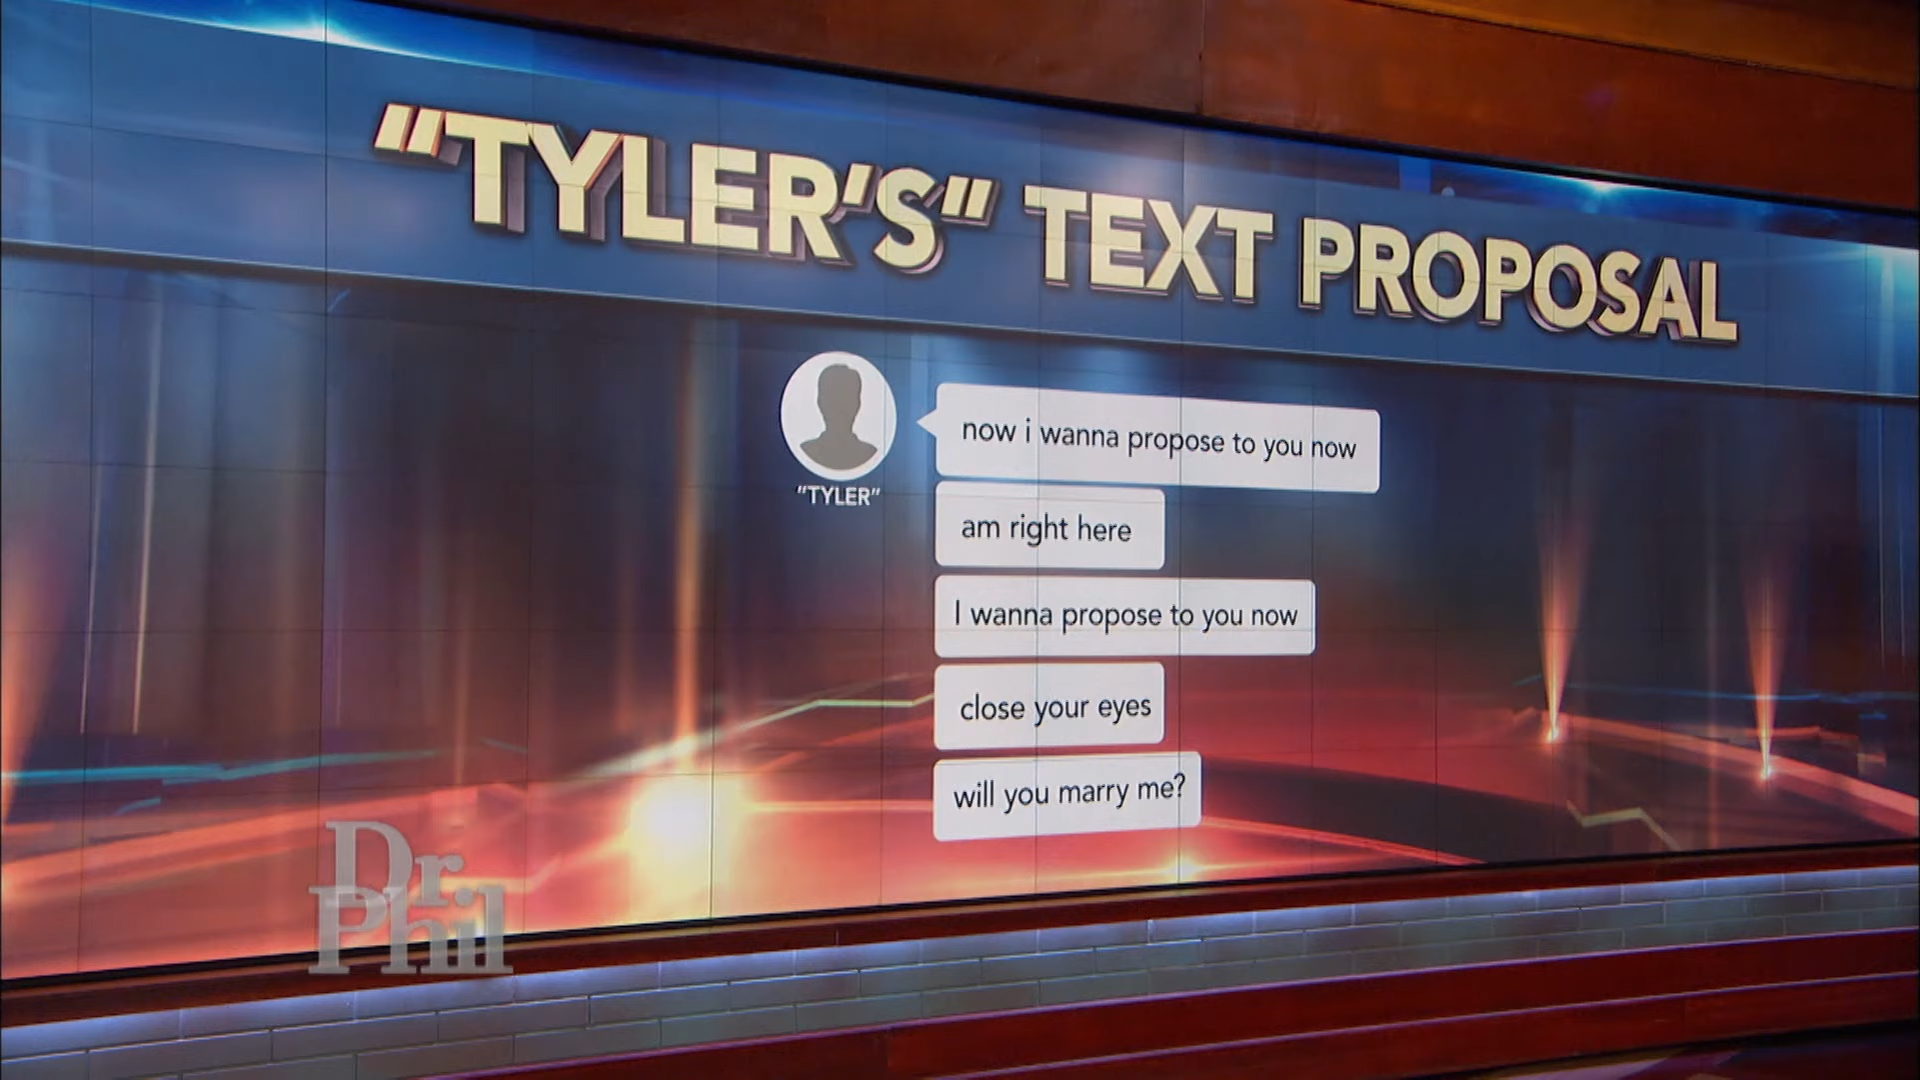 "TYLER'S" TEXT PROPOSAL
now i wanna propose to you now
"TYLER"
am right here
I wanna propose to you now
close your eyes
will you marry me?
Dr.
Phil